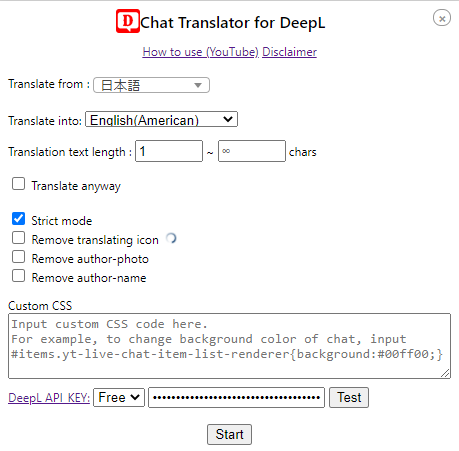 D Chat Translator for DeepL
How to use (YouTube) Disclaimer
Translate from : 日本語
Translate into: English(American)
Translation text length : 1 ~ ∞ chars
Translate anyway
Strict mode
Remove translating icon
Remove author-photo
Remove author-name
Custom CSS
Input custom CSS code here.
For example, to change background color of chat, input
#items.yt-live-chat-item-list-renderer{background:#00ff00;}
DeepL API KEY: Free •••••••••••••••••••••••••••••••••••• Test
Start